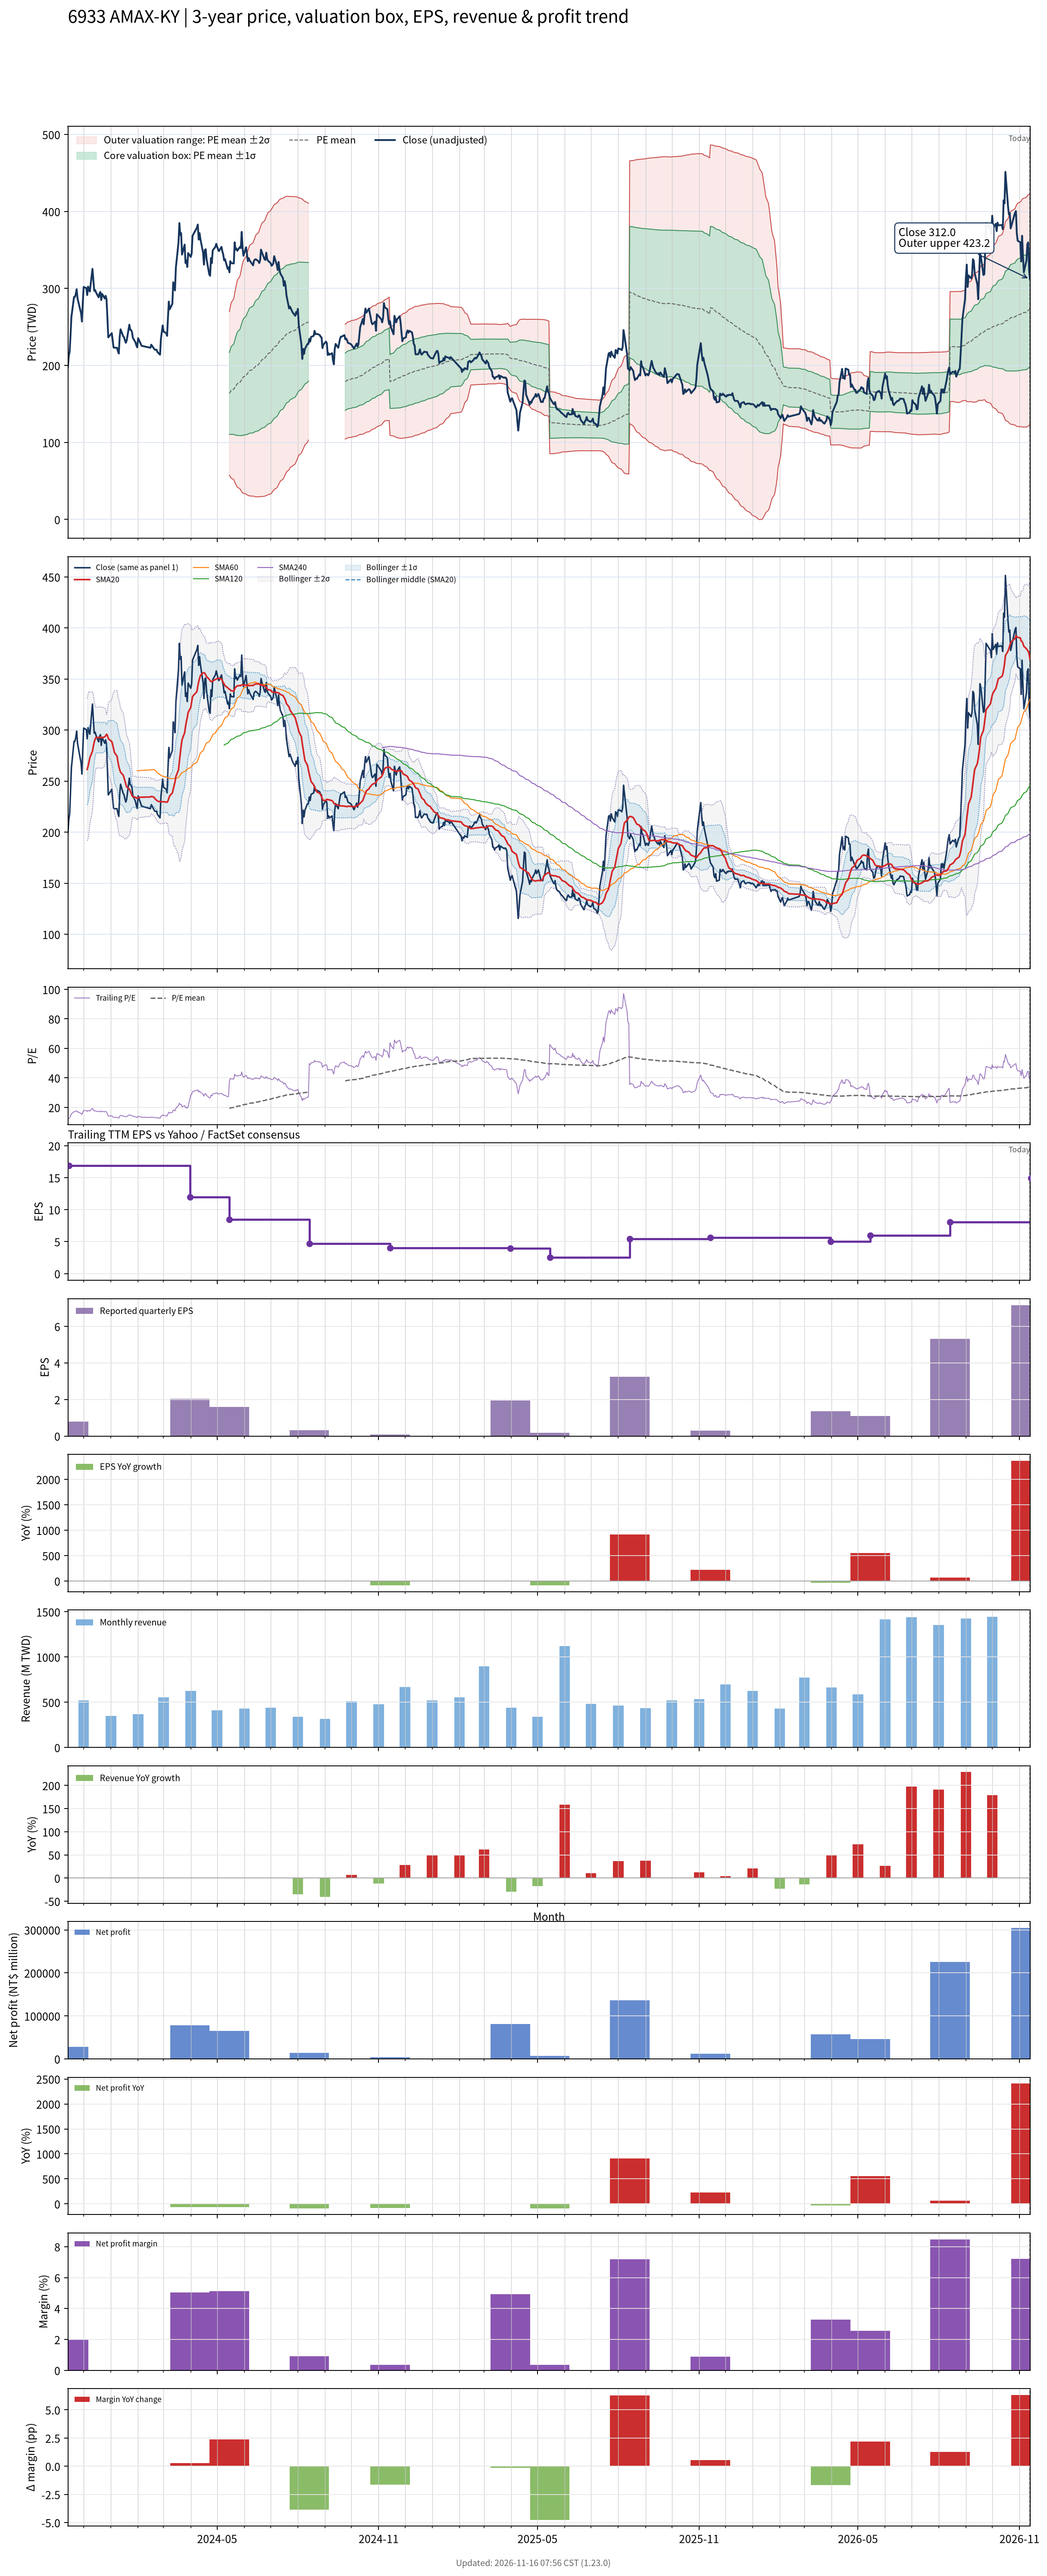 6933 AMAX-KY | 3-year price, valuation box, EPS, revenue & profit trend
Outer valuation range: PE mean ±2σ
Core valuation box: PE mean ±1σ
PE mean
Close (unadjusted)
Today
Close 312.0
Outer upper 423.2
Price (TWD)
500
400
300
200
100
0
Close (same as panel 1)
SMA20
SMA60
SMA120
SMA240
Bollinger ±2σ
Bollinger ±1σ
Bollinger middle (SMA20)
Price
450
400
350
300
250
200
150
100
Trailing P/E
P/E mean
P/E
100
80
60
40
20
Trailing TTM EPS vs Yahoo / FactSet consensus
Today
EPS
20
15
10
5
0
Reported quarterly EPS
EPS
6
4
2
0
EPS YoY growth
YoY (%)
2000
1500
1000
500
0
Monthly revenue
Revenue (M TWD)
1500
1000
500
0
Revenue YoY growth
YoY (%)
200
150
100
50
0
-50
Month
Net profit
Net profit (NT$ million)
300000
200000
100000
0
Net profit YoY
YoY (%)
2500
2000
1500
1000
500
0
Net profit margin
Margin (%)
8
6
4
2
0
Margin YoY change
Δ margin (pp)
5.0
2.5
0.0
-2.5
-5.0
2024-05
2024-11
2025-05
2025-11
2026-05
2026-11
Updated: 2026-11-16 07:56 CST (1.23.0)